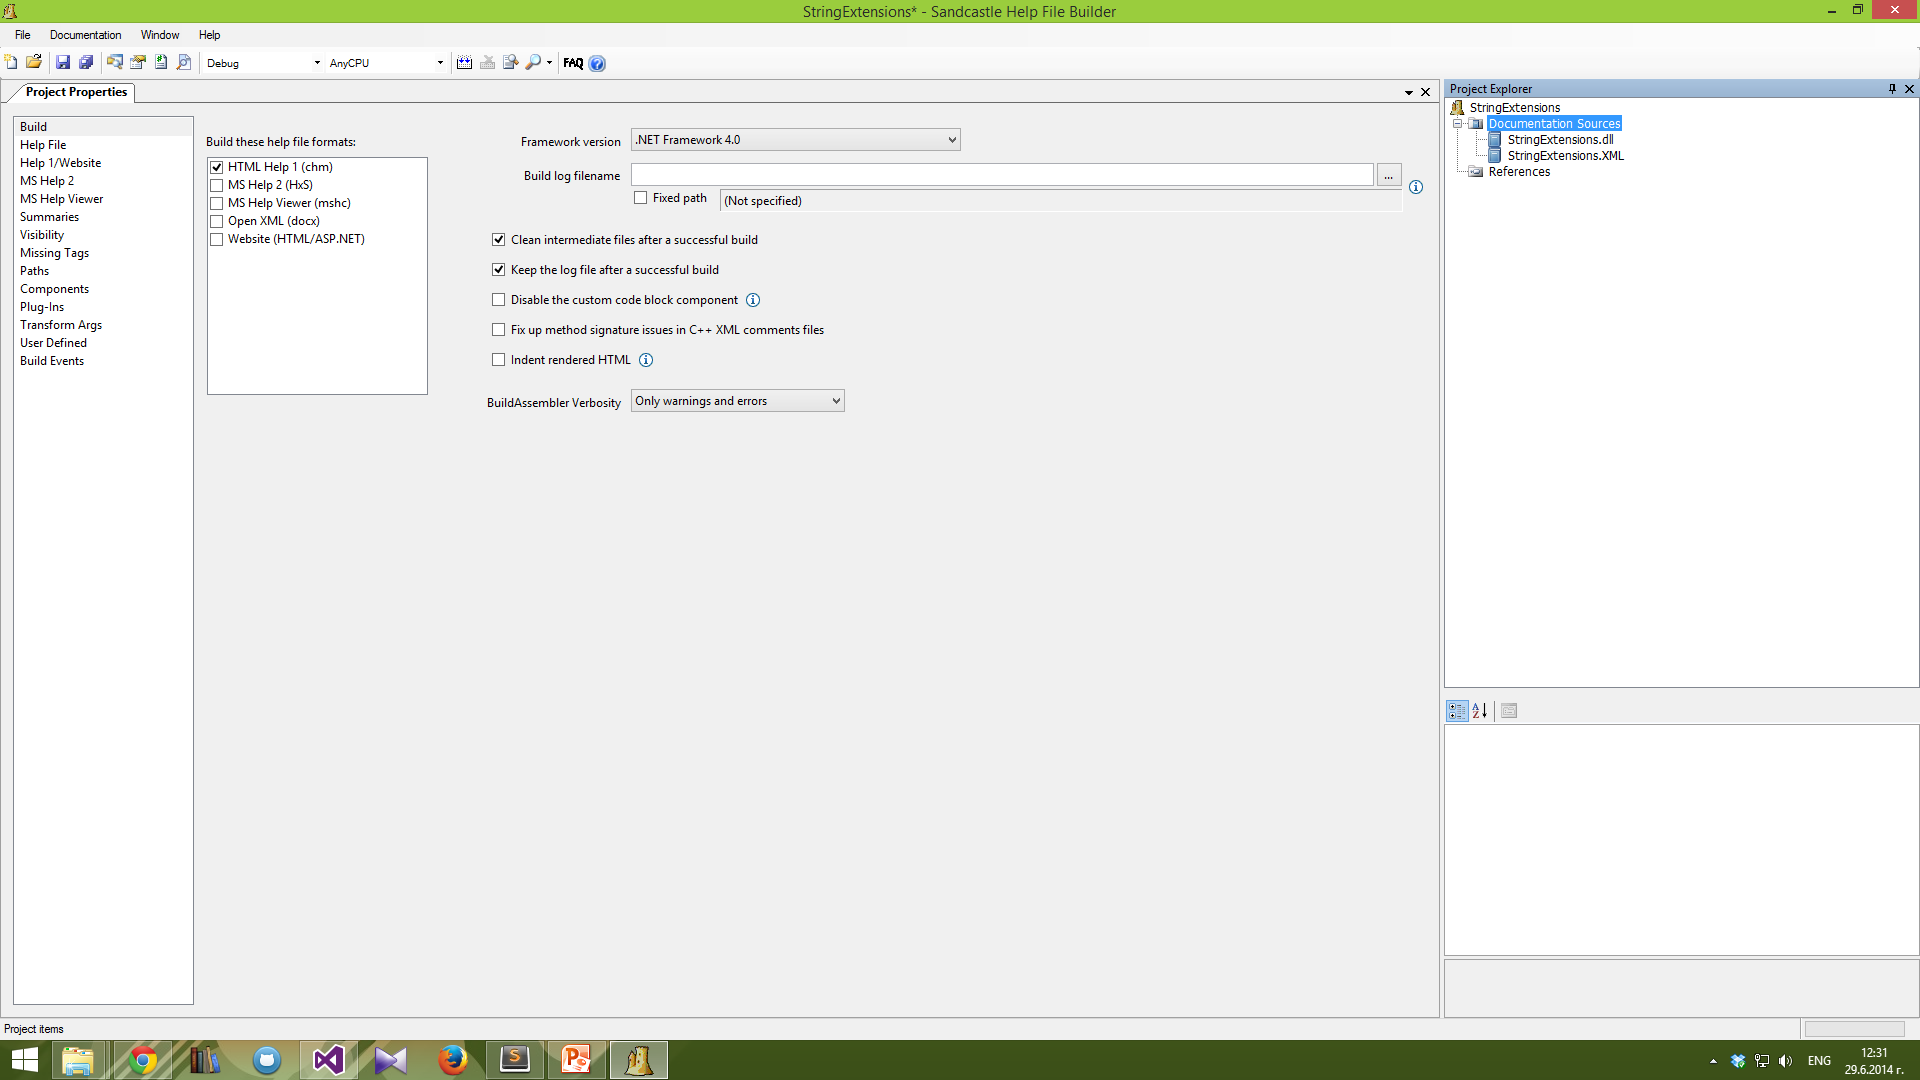 StringExtensions* - Sandcastle Help File Builder
File Documentation Window Help
Debug AnyCPU FAQ
Project Properties
Build
Help File
Help 1/Website
MS Help 2
MS Help Viewer
Summaries
Visibility
Missing Tags
Paths
Components
Plug-Ins
Transform Args
User Defined
Build Events
Build these help file formats:
HTML Help 1 (chm)
MS Help 2 (HxS)
MS Help Viewer (mshc)
Open XML (docx)
Website (HTML/ASP.NET)
Framework version .NET Framework 4.0
Build log filename ...
Fixed path (Not specified)
Clean intermediate files after a successful build
Keep the log file after a successful build
Disable the custom code block component
Fix up method signature issues in C++ XML comments files
Indent rendered HTML
BuildAssembler Verbosity Only warnings and errors
Project Explorer
StringExtensions
Documentation Sources
StringExtensions.dll
StringExtensions.XML
References
Project items
ENG
12:31
29.6.2014 г.